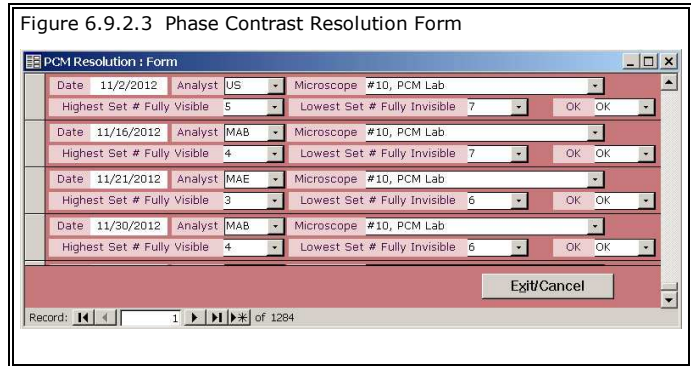 Figure 6.9.2.3 Phase Contrast Resolution Form
PCM Resolution : Form
Date 11/2/2012 Analyst US Microscope #10, PCM Lab
Highest Set # Fully Visible 5 Lowest Set # Fully Invisible 7 OK OK
Date 11/16/2012 Analyst MAB Microscope #10, PCM Lab
Highest Set # Fully Visible 4 Lowest Set # Fully Invisible 7 OK OK
Date 11/21/2012 Analyst MAE Microscope #10, PCM Lab
Highest Set # Fully Visible 3 Lowest Set # Fully Invisible 6 OK OK
Date 11/30/2012 Analyst MAB Microscope #10, PCM Lab
Highest Set # Fully Visible 4 Lowest Set # Fully Invisible 6 OK OK
Exit/Cancel
Record: 1 of 1284